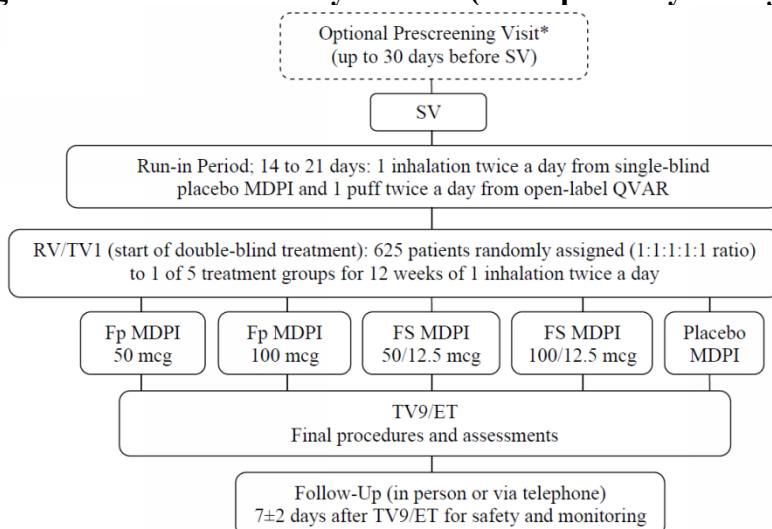 Optional Prescreening Visit*
(up to 30 days before SV)
SV
Run-in Period; 14 to 21 days: 1 inhalation twice a day from single-blind
placebo MDPI and 1 puff twice a day from open-label QVAR
RV/TV1 (start of double-blind treatment): 625 patients randomly assigned (1:1:1:1:1 ratio)
to 1 of 5 treatment groups for 12 weeks of 1 inhalation twice a day
Fp MDPI
50 mcg
Fp MDPI
100 mcg
FS MDPI
50/12.5 mcg
FS MDPI
100/12.5 mcg
Placebo
MDPI
TV9/ET
Final procedures and assessments
Follow-Up (in person or via telephone)
7±2 days after TV9/ET for safety and monitoring